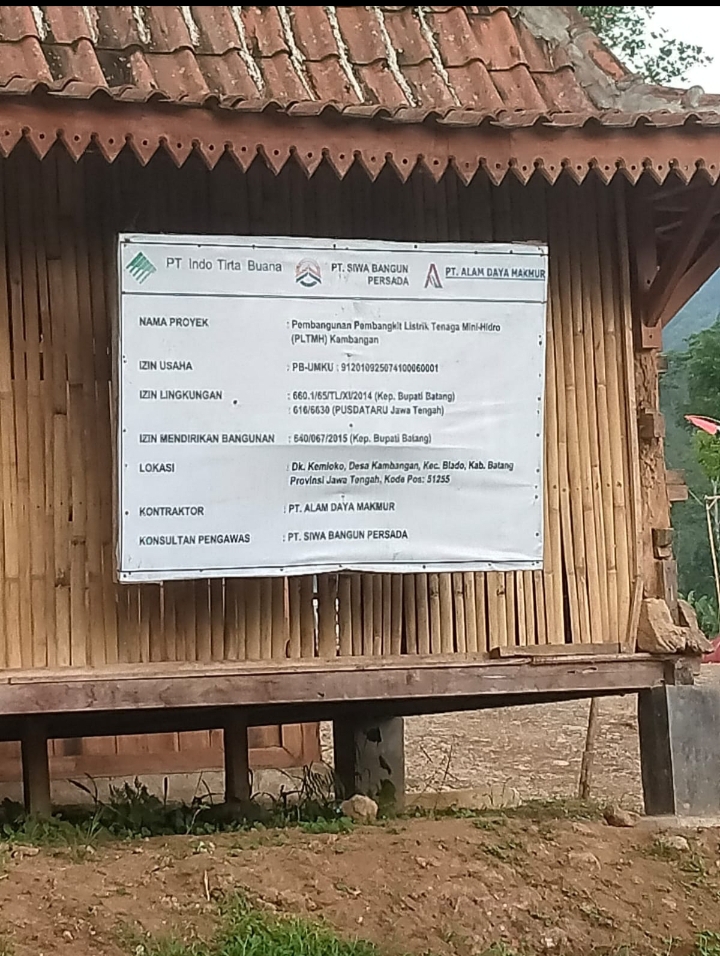 PT Indo Tirta Buana
PT. SIWA BANGUN
PERSADA
PT. ALAM DAYA MAKMUR
NAMA PROYEK : Pembangunan Pembangkit Listrik Tenaga Mini-Hidro
(PLTMH) Kambangan
IZIN USAHA : PB-UMKU : 912010925074100060001
IZIN LINGKUNGAN : 660.1/65/TL/XI/2014 (Kep. Bupati Batang)
: 616/6630 (PUSDATARU Jawa Tengah)
IZIN MENDIRIKAN BANGUNAN : 640/067/2015 (Kep. Bupati Batang)
LOKASI : Dk. Kemloko, Desa Kambangan, Kec. Blado, Kab. Batang
Provinsi Jawa Tengah, Kode Pos: 51255
KONTRAKTOR : PT. ALAM DAYA MAKMUR
KONSULTAN PENGAWAS : PT. SIWA BANGUN PERSADA